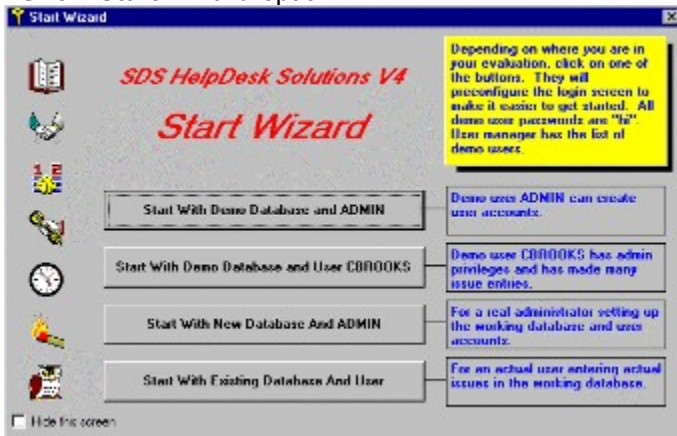 Start Wizard
SDS HelpDesk Solutions V4
Start Wizard
Depending on where you are in
your evaluation, click on one of
the buttons. They will
preconfigure the login screen to
make it easier to get started. All
demo user passwords are "hi".
User manager has the list of
demo users.
Start With Demo Database and ADMIN
Demo user ADMIN can create
user accounts.
Start With Demo Database and User CBROOKS
Demo user CBROOKS has admin
privileges and has made many
issue entries.
Start With New Database And ADMIN
For a real administrator setting up
the working database and user
accounts.
Start With Existing Database And User
For an actual user entering actual
issues in the working database.
Hide this screen